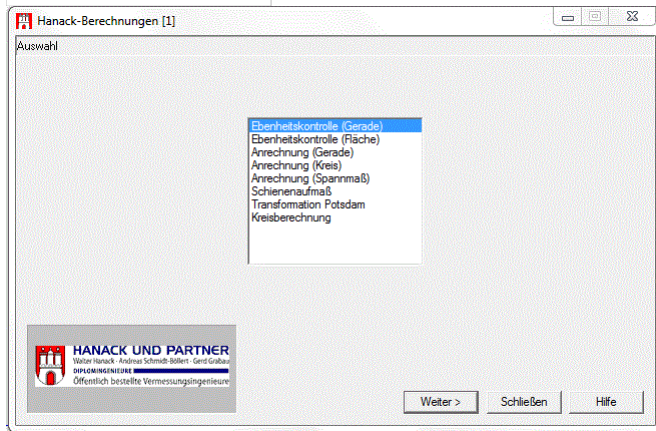 Hanack-Berechnungen [1]
Auswahl
Ebenheitskontrolle (Gerade)
Ebenheitskontrolle (Fläche)
Anrechnung (Gerade)
Anrechnung (Kreis)
Anrechnung (Spannmaß)
Schienenaufmaß
Transformation Potsdam
Kreisberechnung
HANACK UND PARTNER
Walter Hanack · Andreas Schmidt-Böllert · Gerd Grabau
DIPLOMINGENIEURE
Öffentlich bestellte Vermessungsingenieure
Weiter >
Schließen
Hilfe